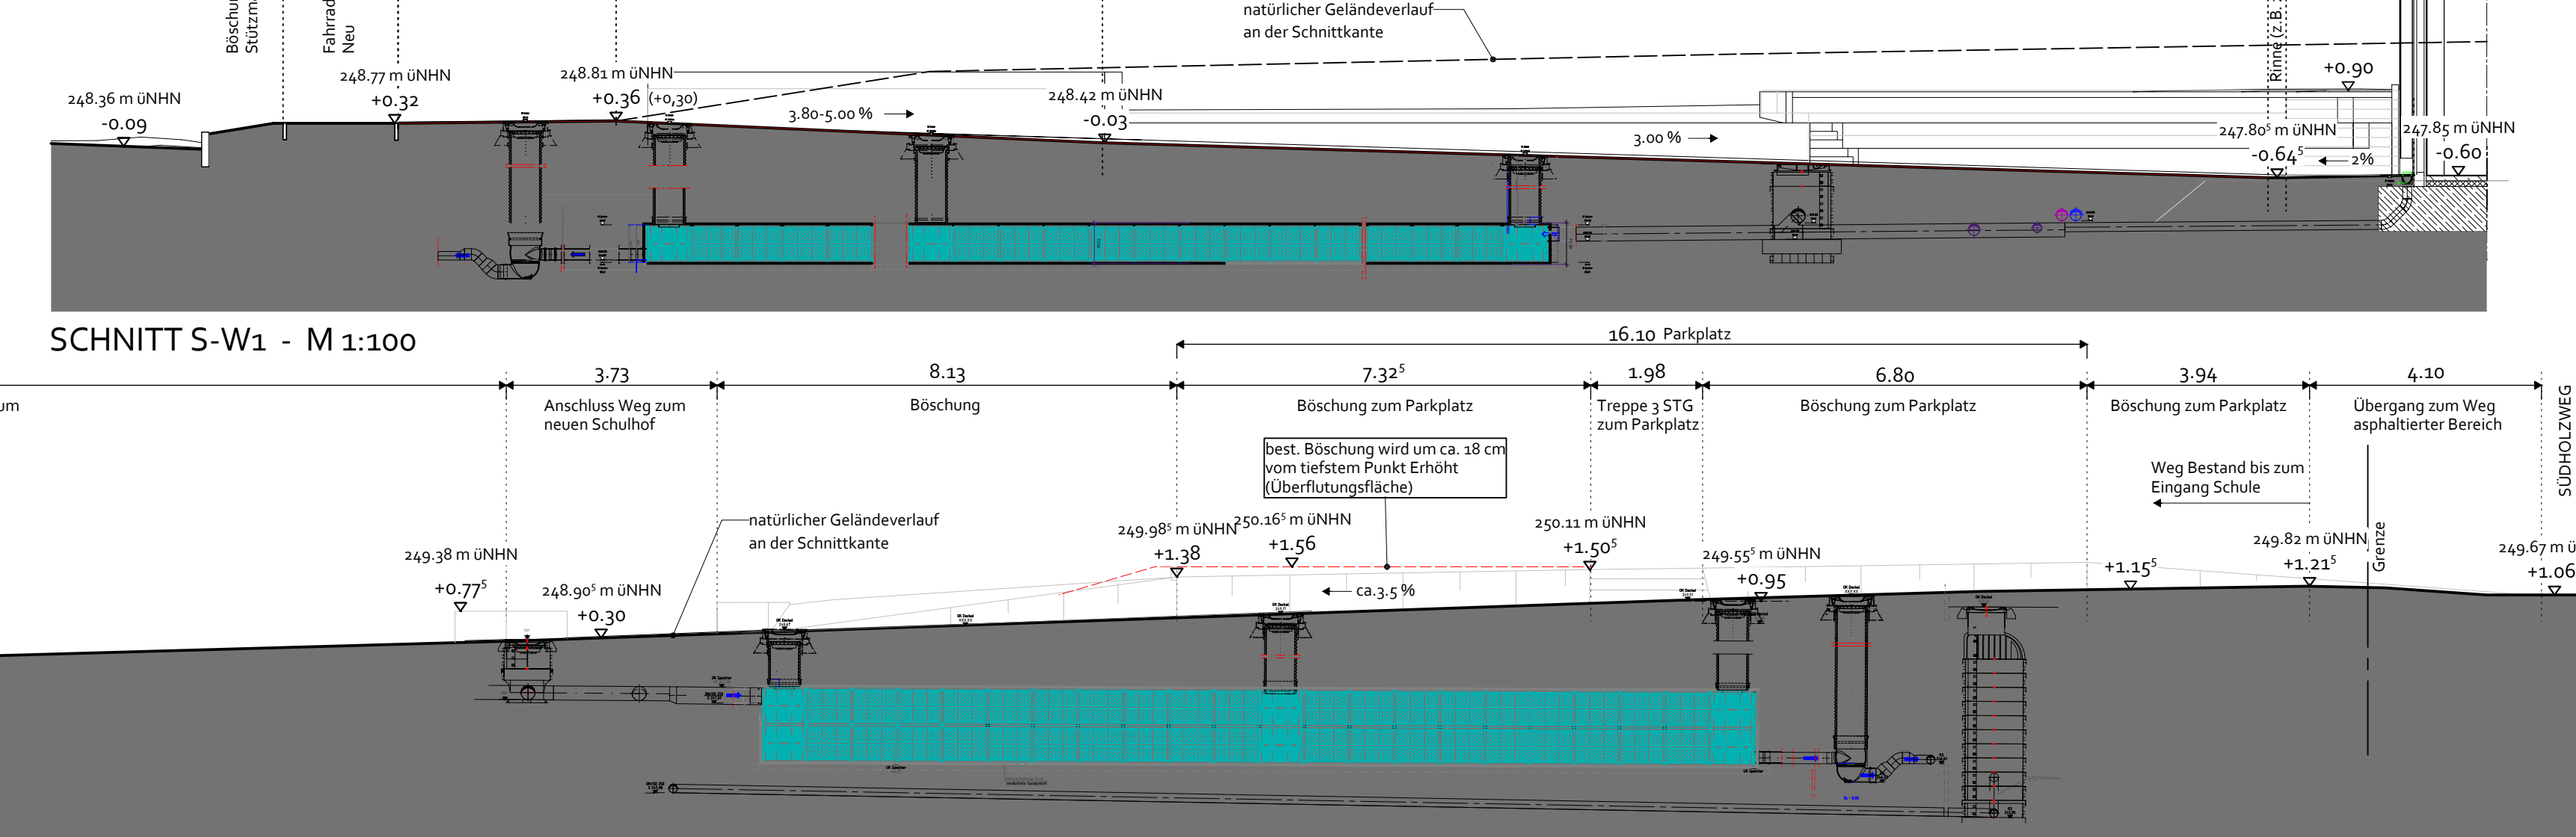 Böschu
Stützm
Fahrrad
Neu
natürlicher Geländeverlauf
an der Schnittkante
Rinne (z.B.
248.36 m üNHN
-0.09
248.77 m üNHN
+0.32
248.81 m üNHN
+0.36 (+0,30)
3.80-5.00 %
248.42 m üNHN
-0.03
3.00 %
+0.90
247.80⁵ m üNHN
-0.64⁵
2%
247.85 m üNHN
-0.60
SCHNITT S-W1 - M 1:100
16.10 Parkplatz
3.73
8.13
7.32⁵
1.98
6.80
3.94
4.10
um
Anschluss Weg zum
neuen Schulhof
Böschung
Böschung zum Parkplatz
Treppe 3 STG
zum Parkplatz
Böschung zum Parkplatz
Böschung zum Parkplatz
Übergang zum Weg
asphaltierter Bereich
SÜDHOLZWEG
best. Böschung wird um ca. 18 cm
vom tiefstem Punkt Erhöht
(Überflutungsfläche)
Weg Bestand bis zum
Eingang Schule
Grenze
natürlicher Geländeverlauf
an der Schnittkante
249.38 m üNHN
+0.77⁵
248.90⁵ m üNHN
+0.30
249.98⁵ m üNHN
+1.38
250.16⁵ m üNHN
+1.56
250.11 m üNHN
+1.50⁵
ca.3.5 %
249.55⁵ m üNHN
+0.95
+1.15⁵
249.82 m üNHN
+1.21⁵
249.67 m ü
+1.06